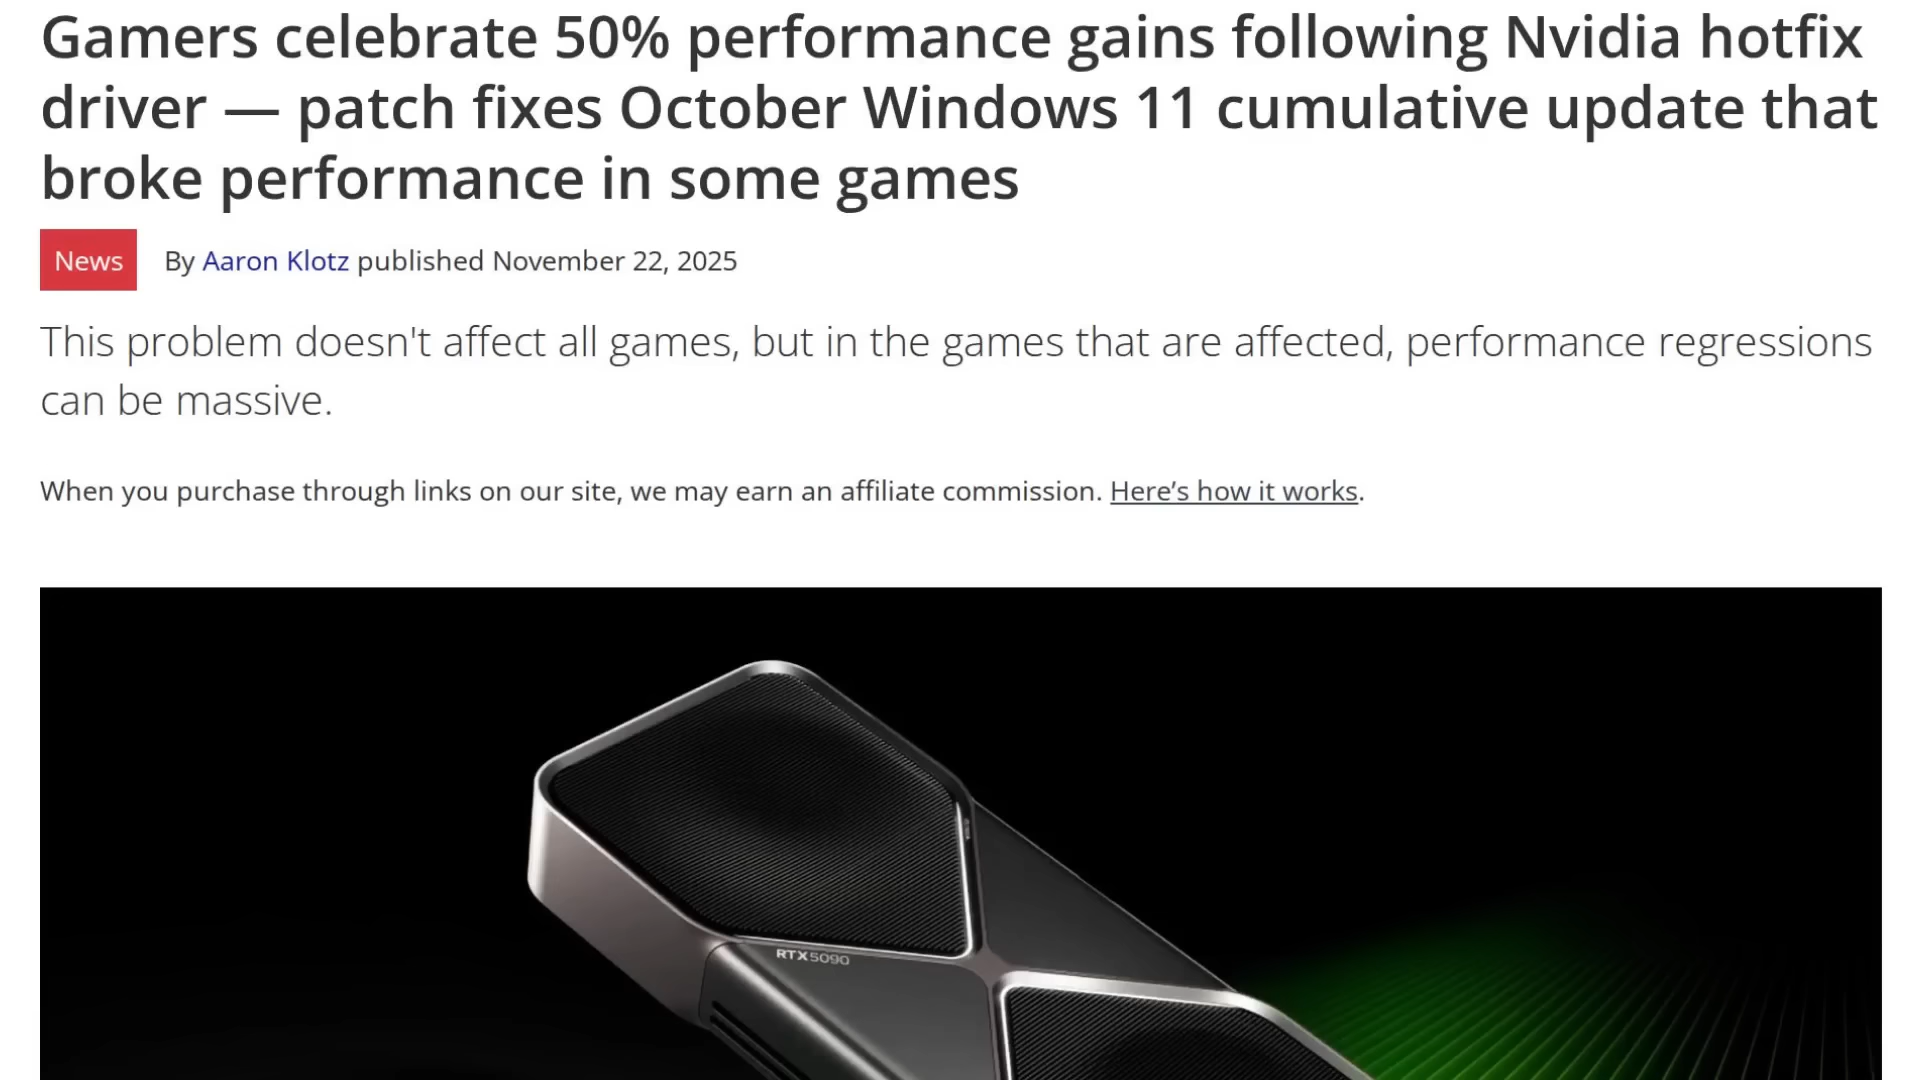 Gamers celebrate 50% performance gains following Nvidia hotfix
driver — patch fixes October Windows 11 cumulative update that
broke performance in some games
News
By Aaron Klotz published November 22, 2025
This problem doesn't affect all games, but in the games that are affected, performance regressions
can be massive.
When you purchase through links on our site, we may earn an affiliate commission. Here’s how it works.
RTX 5090